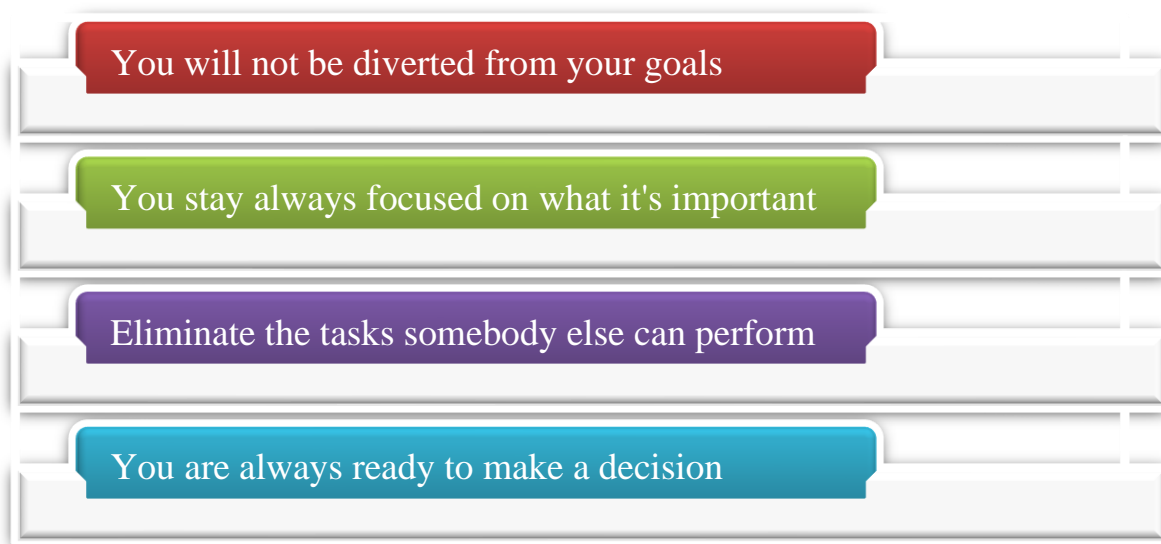 You will not be diverted from your goals
You stay always focused on what it's important
Eliminate the tasks somebody else can perform
You are always ready to make a decision